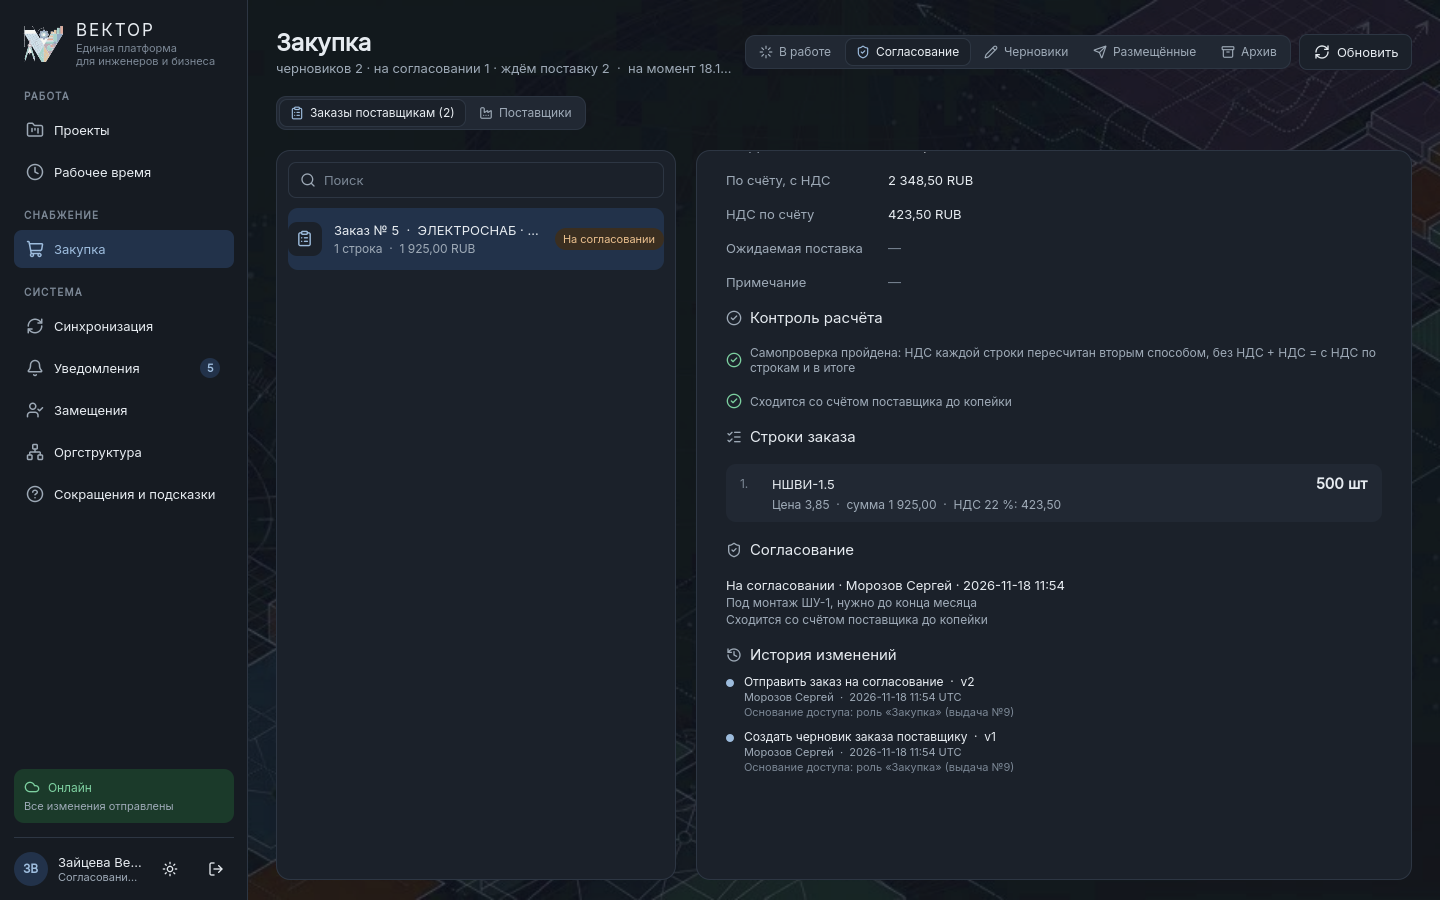 ВЕКТОР
Единая платформа
для инженеров и бизнеса
РАБОТА
Проекты
Рабочее время
СНАБЖЕНИЕ
Закупка
СИСТЕМА
Синхронизация
Уведомления 5
Замещения
Оргструктура
Сокращения и подсказки
Онлайн
Все изменения отправлены
ЗВ
Зайцева Ве...
Согласовани...
Закупка
черновиков 2 · на согласовании 1 · ждём поставку 2 · на момент 18.1...
В работе
Согласование
Черновики
Размещённые
Архив
Обновить
Заказы поставщикам (2)
Поставщики
Поиск
Заказ № 5 · ЭЛЕКТРОСНАБ · ...
1 строка · 1 925,00 RUB
На согласовании
По счёту, с НДС 2 348,50 RUB
НДС по счёту 423,50 RUB
Ожидаемая поставка —
Примечание —
Контроль расчёта
Самопроверка пройдена: НДС каждой строки пересчитан вторым способом, без НДС + НДС = с НДС по
строкам и в итоге
Сходится со счётом поставщика до копейки
Строки заказа
1. НШВИ-1.5 500 шт
Цена 3,85 · сумма 1 925,00 · НДС 22 %: 423,50
Согласование
На согласовании · Морозов Сергей · 2026-11-18 11:54
Под монтаж ШУ-1, нужно до конца месяца
Сходится со счётом поставщика до копейки
История изменений
Отправить заказ на согласование · v2
Морозов Сергей · 2026-11-18 11:54 UTC
Основание доступа: роль «Закупка» (выдача №9)
Создать черновик заказа поставщику · v1
Морозов Сергей · 2026-11-18 11:54 UTC
Основание доступа: роль «Закупка» (выдача №9)